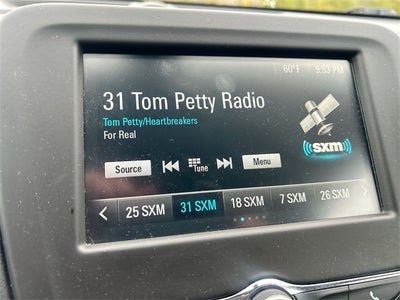 60°F 9:53 PM
31 Tom Petty Radio
Tom Petty/Heartbreakers
For Real
sxm
Source Tune Menu
25 SXM 31 SXM 18 SXM 7 SXM 26 SXM